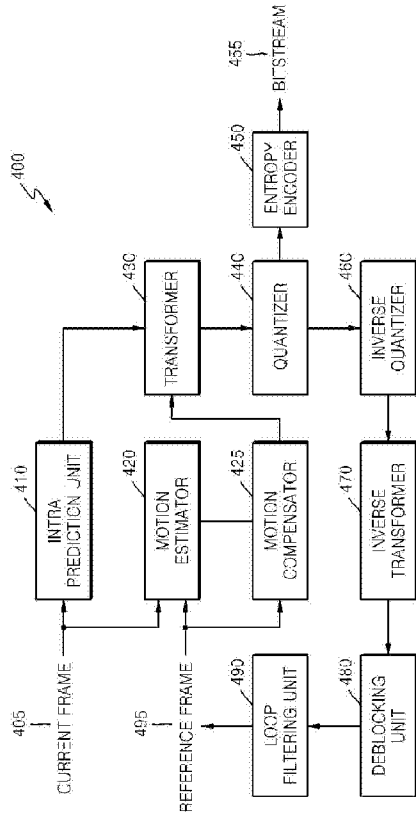 400
405
CURRENT FRAME
410
INTRA
PREDICTION UNIT
420
MOTION
ESTIMATOR
430
TRANSFORMER
495
REFERENCE FRAME
425
MOTION
COMPENSATOR
440
QUANTIZER
450
ENTROPY
ENCODER
455
BITSTREAM
490
LOOP
FILTERING UNIT
480
DEBLOCKING
UNIT
470
INVERSE
TRANSFORMER
460
INVERSE
QUANTIZER